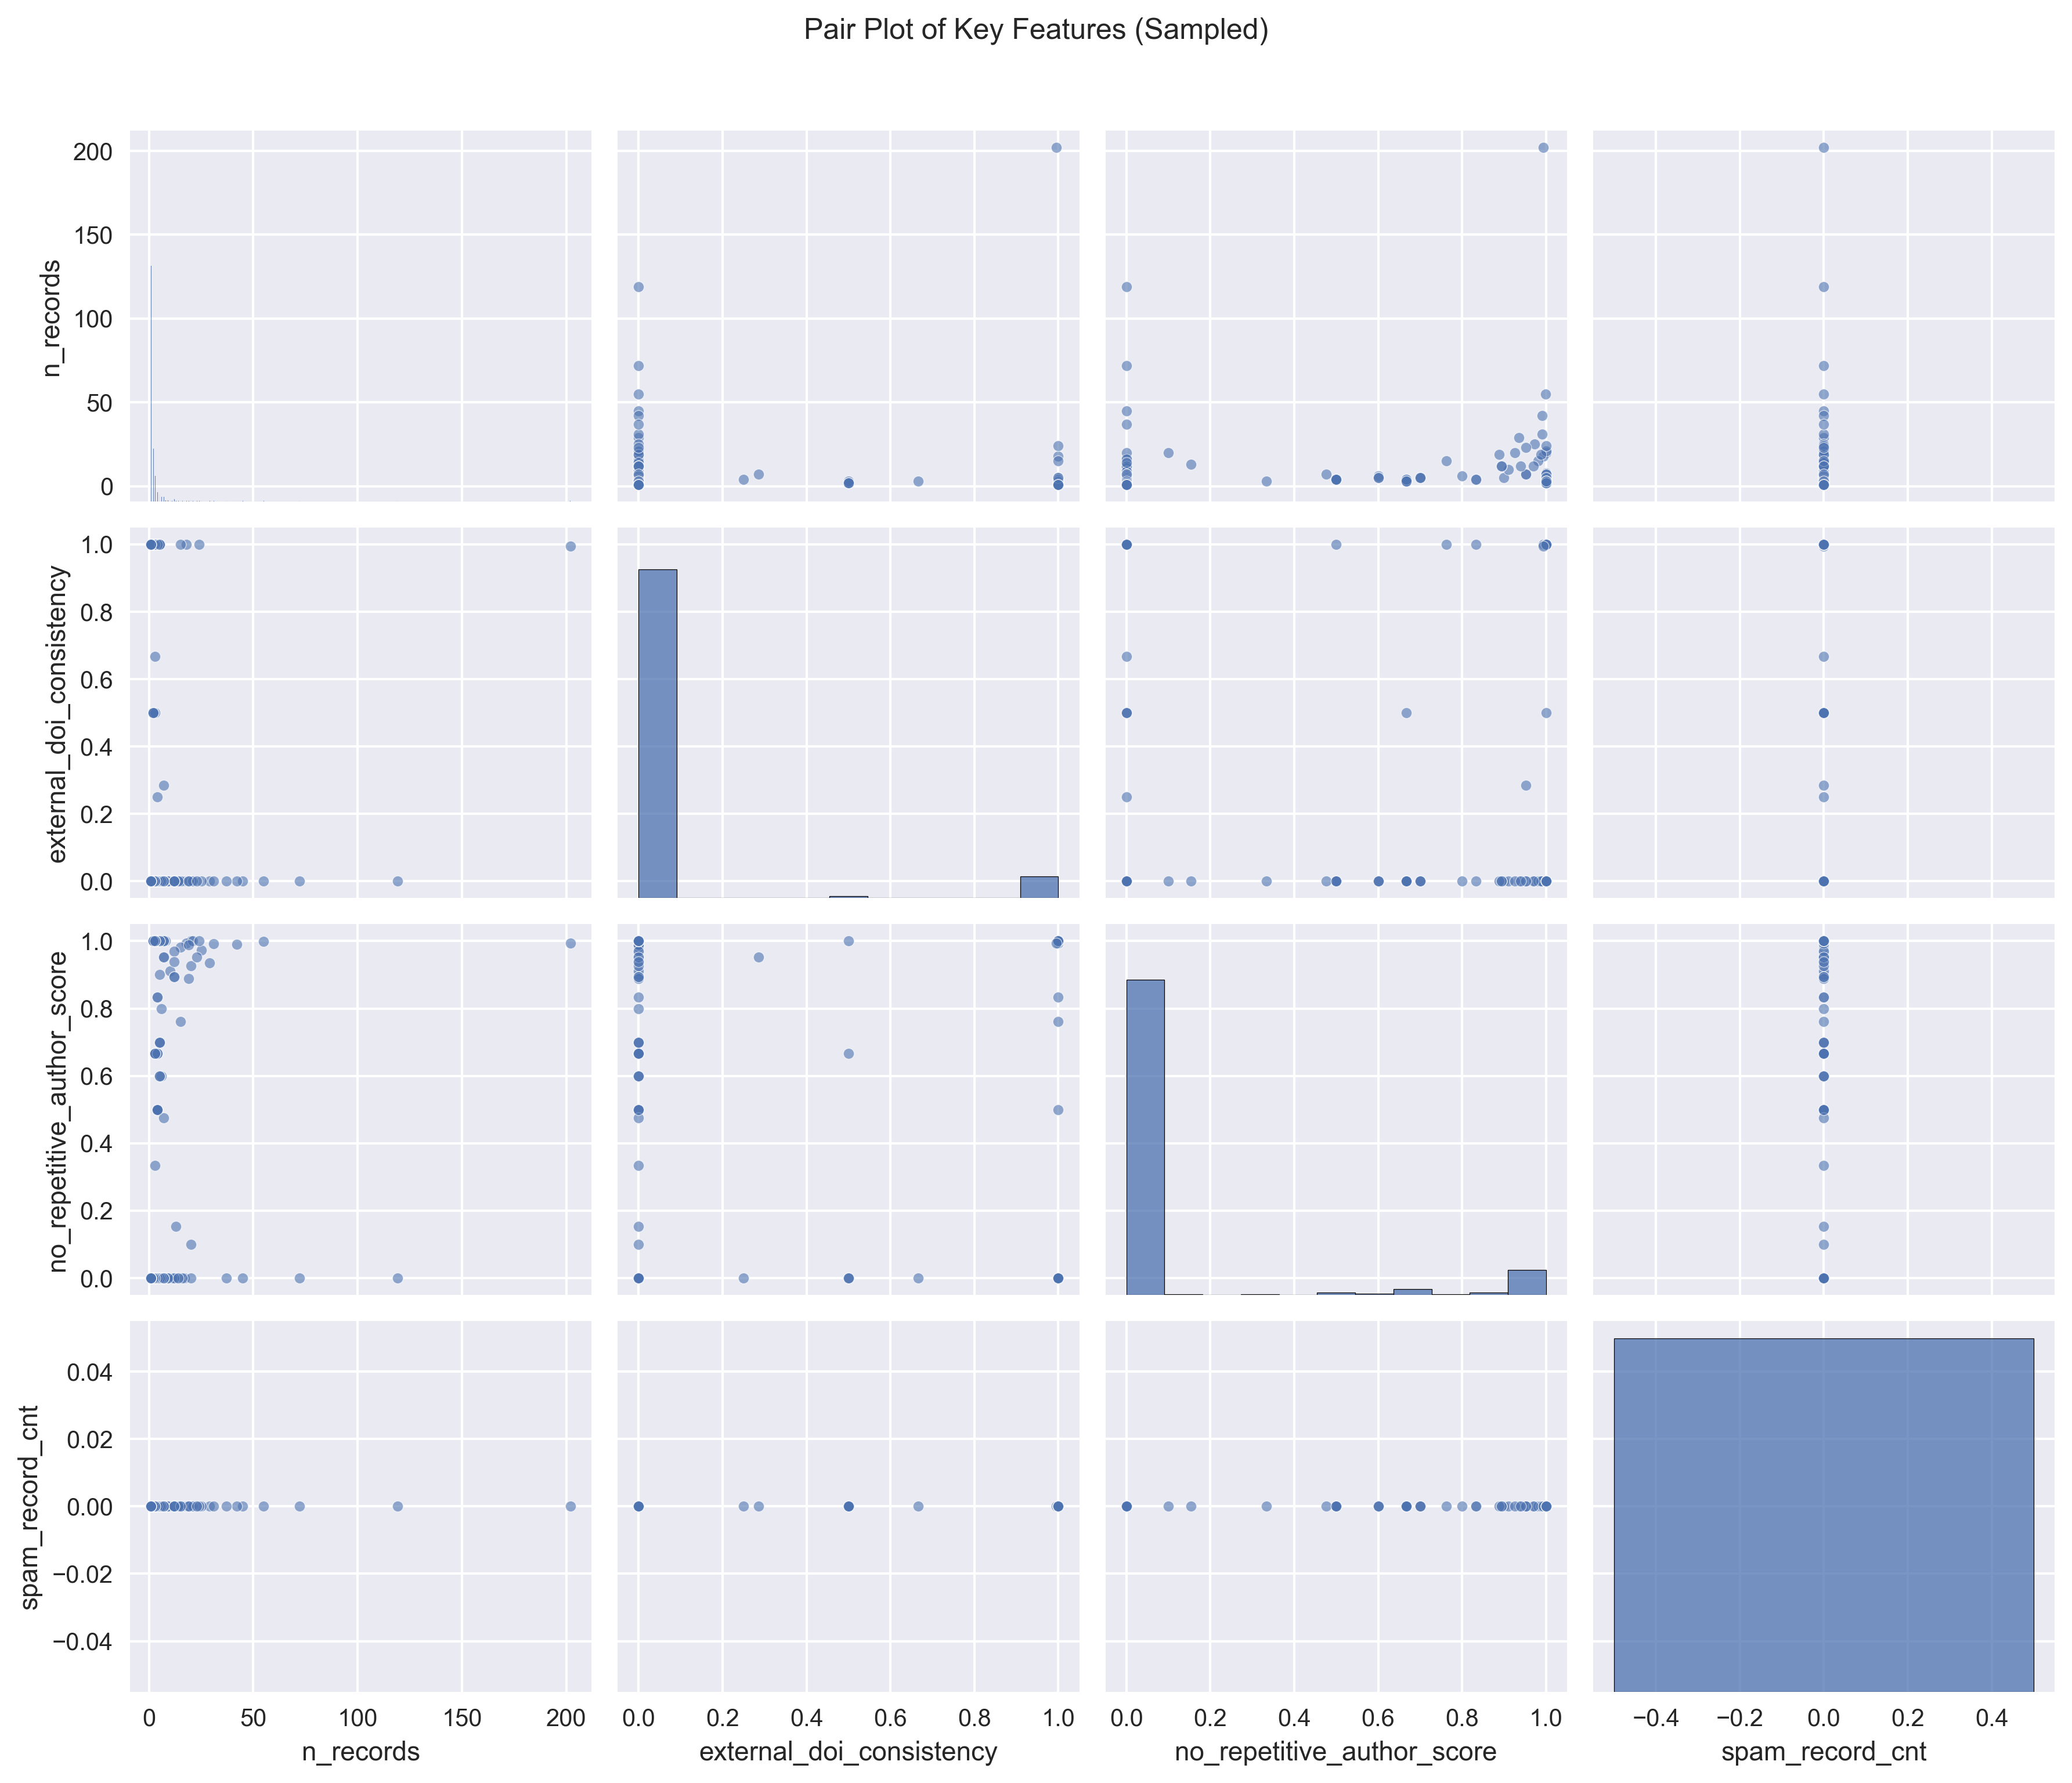 Pair Plot of Key Features (Sampled)
200
150
100
50
0
n_records
1.0
0.8
0.6
0.4
0.2
0.0
external_doi_consistency
1.0
0.8
0.6
0.4
0.2
0.0
no_repetitive_author_score
0.04
0.02
0.00
−0.02
−0.04
spam_record_cnt
0 50 100 150 200
n_records
0.0 0.2 0.4 0.6 0.8 1.0
external_doi_consistency
0.0 0.2 0.4 0.6 0.8 1.0
no_repetitive_author_score
−0.4 −0.2 0.0 0.2 0.4
spam_record_cnt